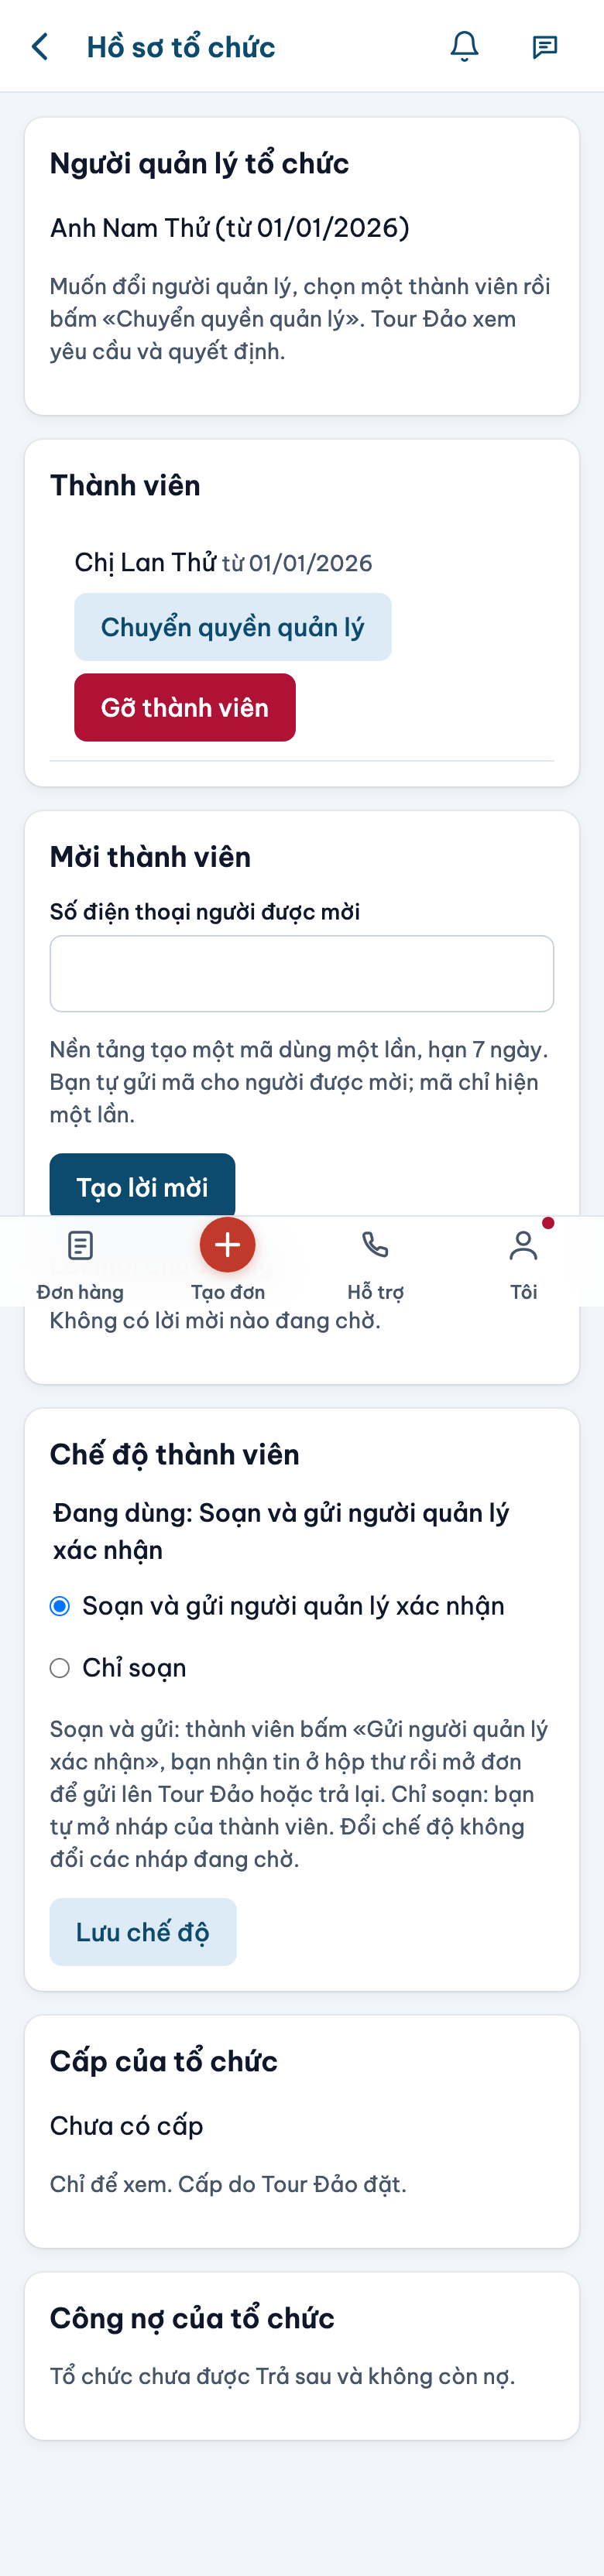 Hồ sơ tổ chức
Người quản lý tổ chức
Anh Nam Thử (từ 01/01/2026)
Muốn đổi người quản lý, chọn một thành viên rồi
bấm «Chuyển quyền quản lý». Tour Đảo xem
yêu cầu và quyết định.
Thành viên
Chị Lan Thử từ 01/01/2026
Chuyển quyền quản lý
Gỡ thành viên
Mời thành viên
Số điện thoại người được mời
Nền tảng tạo một mã dùng một lần, hạn 7 ngày.
Bạn tự gửi mã cho người được mời; mã chỉ hiện
một lần.
Tạo lời mời
Đơn hàng
Tạo đơn
Hỗ trợ
Tôi
Không có lời mời nào đang chờ.
Chế độ thành viên
Đang dùng: Soạn và gửi người quản lý
xác nhận
Soạn và gửi người quản lý xác nhận
Chỉ soạn
Soạn và gửi: thành viên bấm «Gửi người quản lý
xác nhận», bạn nhận tin ở hộp thư rồi mở đơn
để gửi lên Tour Đảo hoặc trả lại. Chỉ soạn: bạn
tự mở nháp của thành viên. Đổi chế độ không
đổi các nháp đang chờ.
Lưu chế độ
Cấp của tổ chức
Chưa có cấp
Chỉ để xem. Cấp do Tour Đảo đặt.
Công nợ của tổ chức
Tổ chức chưa được Trả sau và không còn nợ.